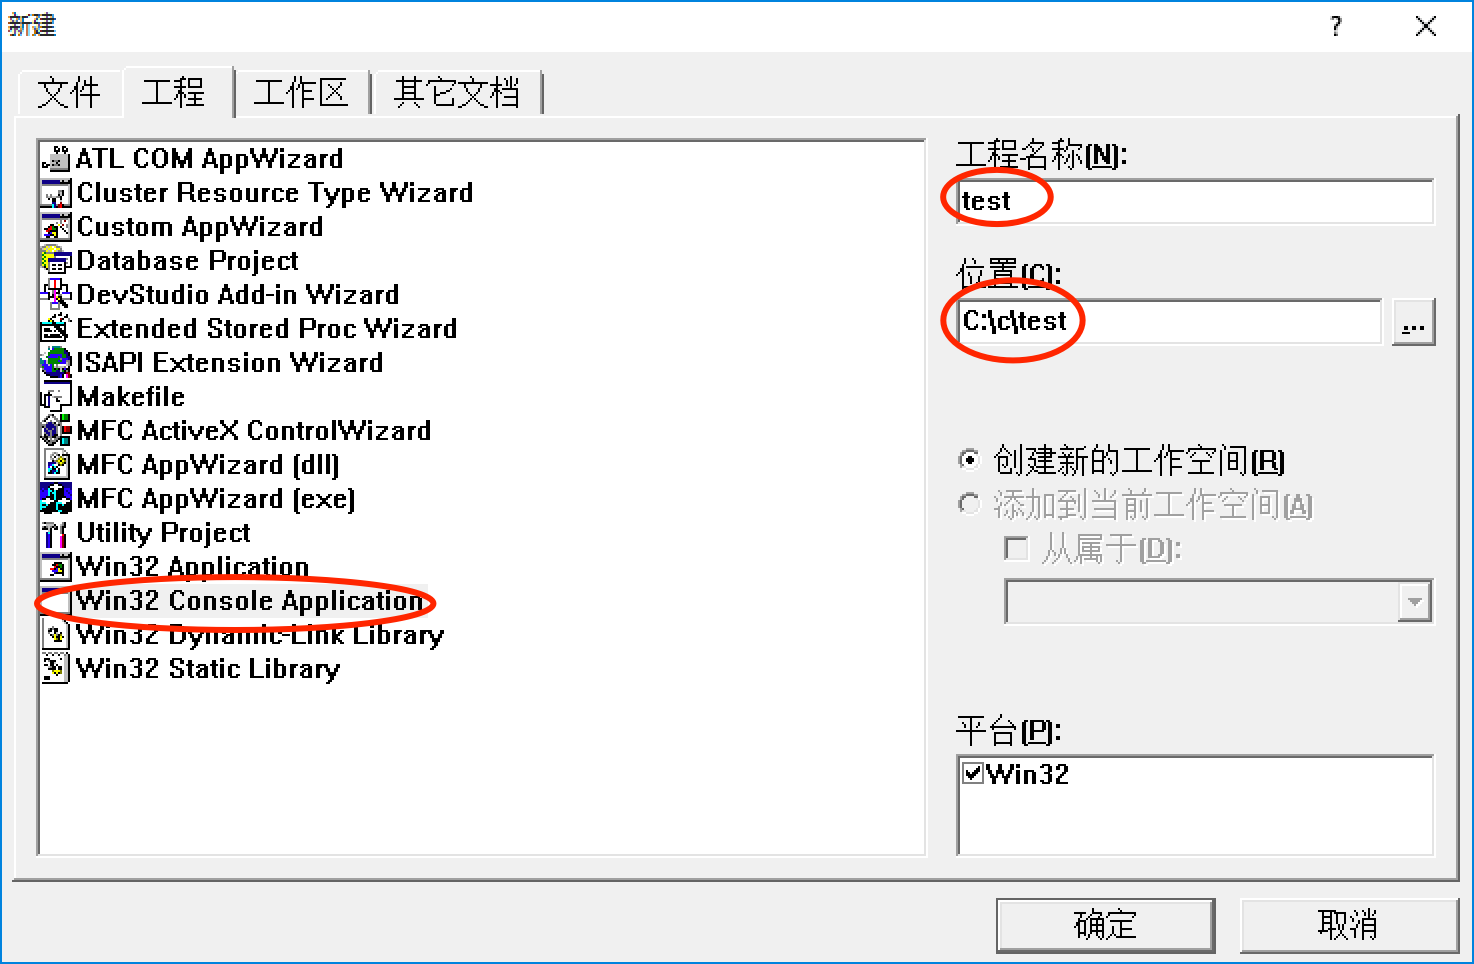 新建
?
文件 工程 工作区 其它文档
ATL COM AppWizard
Cluster Resource Type Wizard
Custom AppWizard
Database Project
DevStudio Add-in Wizard
Extended Stored Proc Wizard
ISAPI Extension Wizard
Makefile
MFC ActiveX ControlWizard
MFC AppWizard (dll)
MFC AppWizard (exe)
Utility Project
Win32 Application
Win32 Console Application
Win32 Dynamic-Link Library
Win32 Static Library
工程名称(N):
test
位置(C):
C:\c\test
...
创建新的工作空间(R)
添加到当前工作空间(A)
从属于(D):
平台(P):
Win32
确定 取消